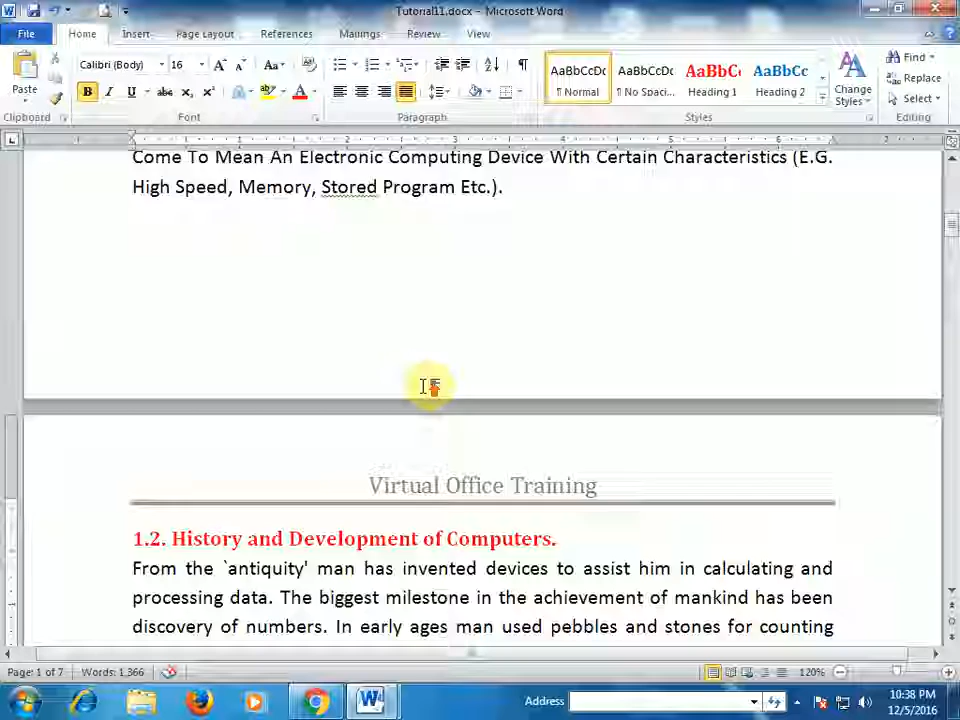 Tutorial11.docx - Microsoft Word
File Home Insert Page Layout References Mailings Review View
Calibri (Body) 16
Paste
B I U abc x₂ x² A
AaBbCcDc AaBbCcDc AaBbC AaBbCc
¶ Normal ¶ No Spaci... Heading 1 Heading 2
Change Styles
Find
Replace
Select
Clipboard Font Paragraph Styles Editing
Come To Mean An Electronic Computing Device With Certain Characteristics (E.G.
High Speed, Memory, Stored Program Etc.).
Virtual Office Training
1.2. History and Development of Computers.
From the `antiquity' man has invented devices to assist him in calculating and
processing data. The biggest milestone in the achievement of mankind has been
discovery of numbers. In early ages man used pebbles and stones for counting
Page: 1 of 7 Words: 1,366 120%
Address 10:38 PM
12/5/2016